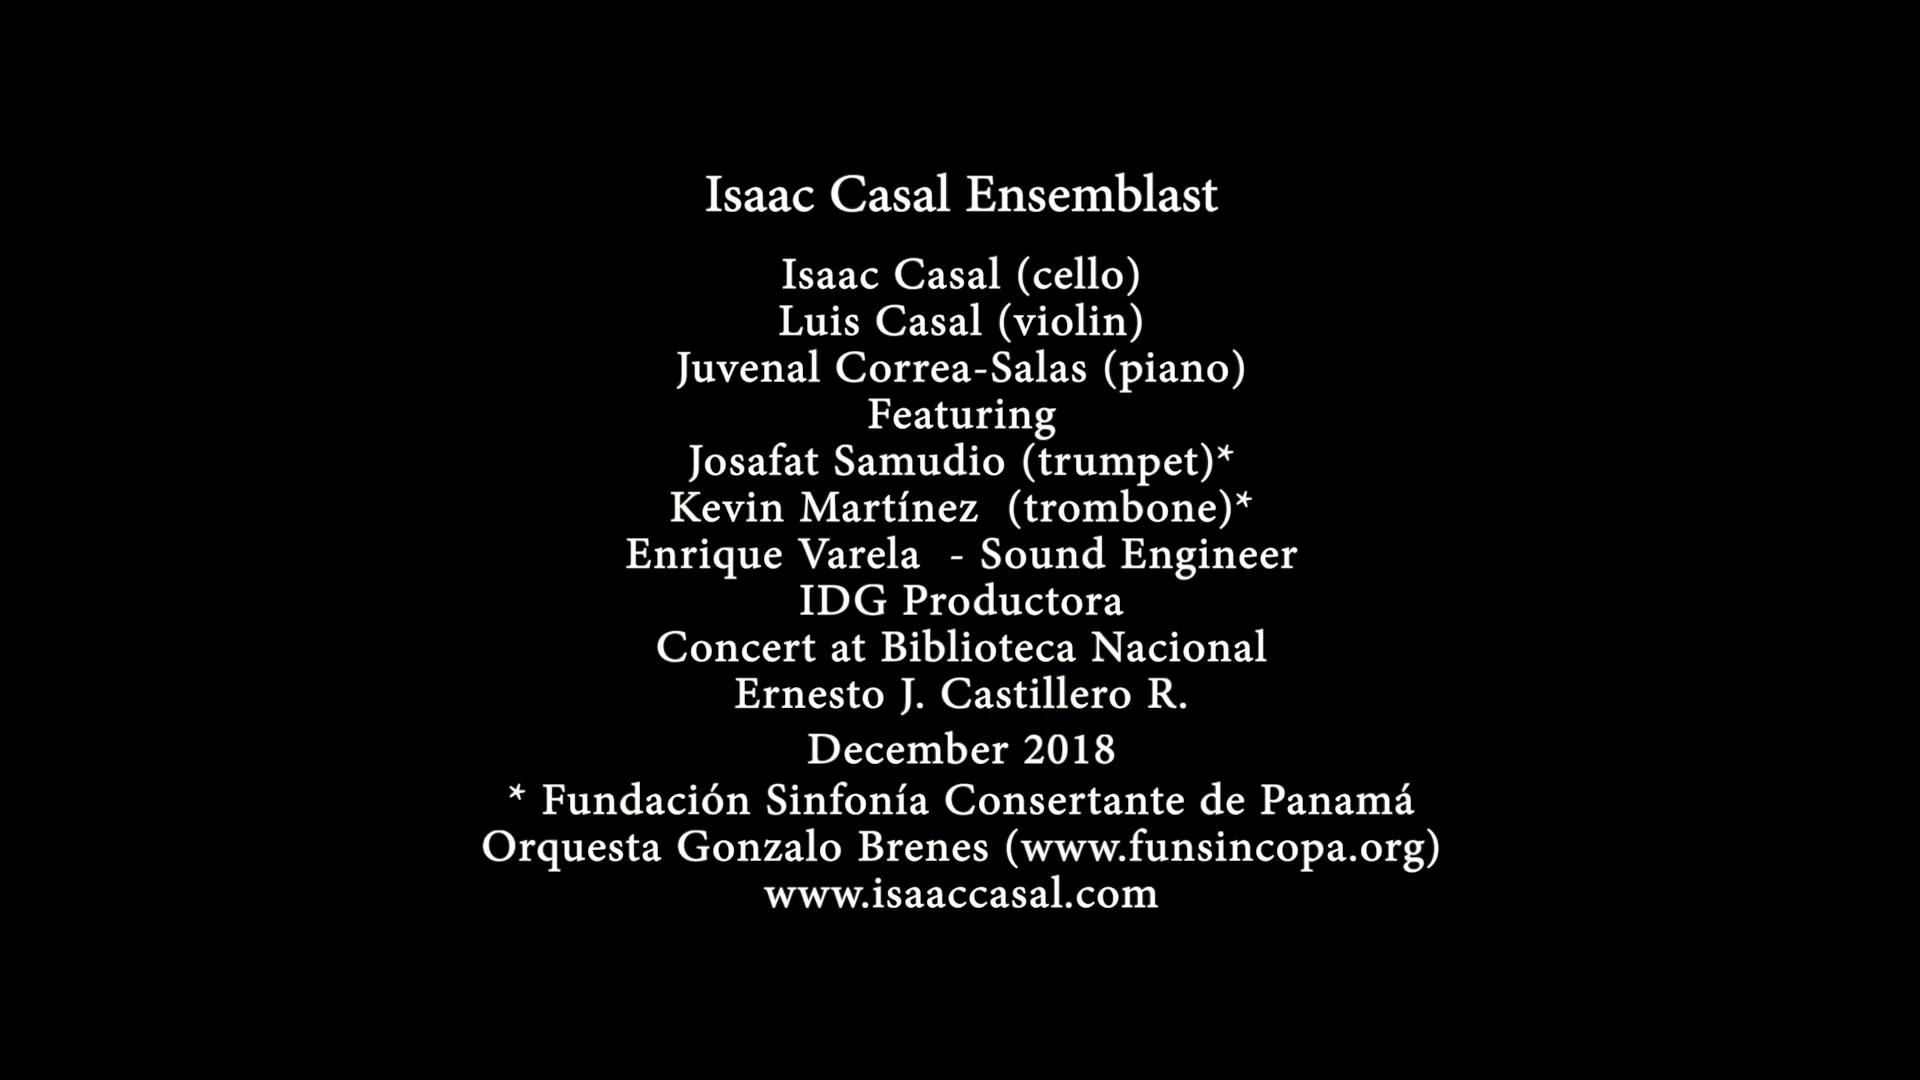 Isaac Casal Ensemblast
Isaac Casal (cello)
Luis Casal (violin)
Juvenal Correa-Salas (piano)
Featuring
Josafat Samudio (trumpet)*
Kevin Martínez  (trombone)*
Enrique Varela  - Sound Engineer
IDG Productora
Concert at Biblioteca Nacional
Ernesto J. Castillero R.
December 2018
* Fundación Sinfonía Consertante de Panamá
Orquesta Gonzalo Brenes (www.funsincopa.org)
www.isaaccasal.com